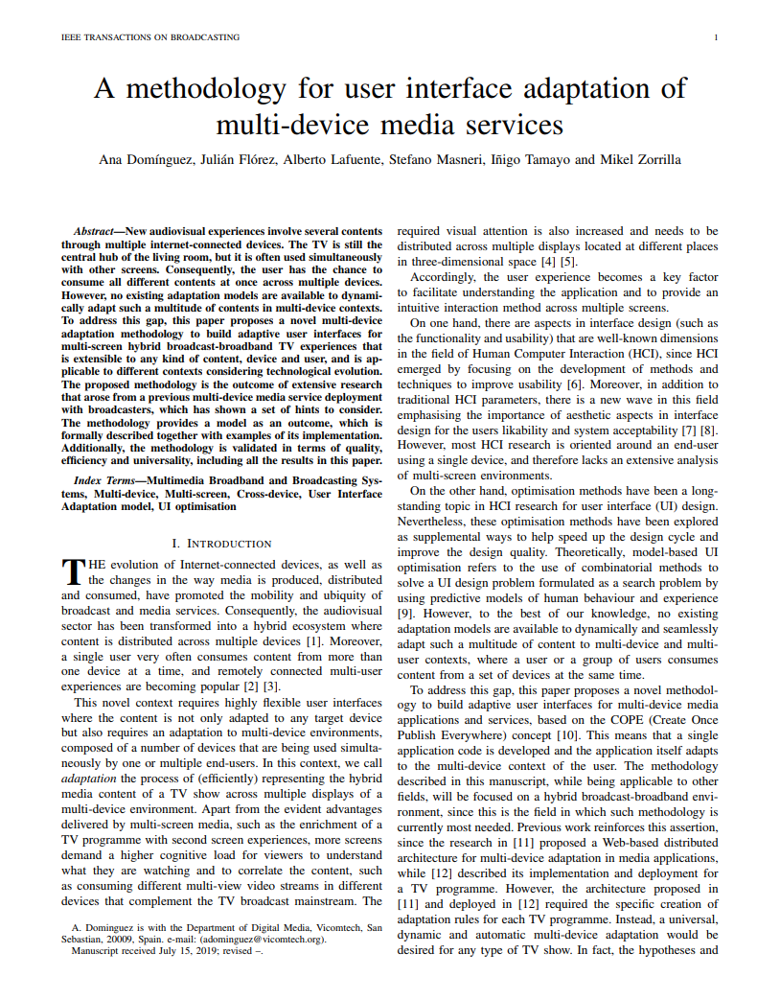 IEEE TRANSACTIONS ON BROADCASTING
1
A methodology for user interface adaptation of
multi-device media services
Ana Domínguez, Julián Flórez, Alberto Lafuente, Stefano Masneri, Iñigo Tamayo and Mikel Zorrilla
Abstract—New audiovisual experiences involve several contents
through multiple internet-connected devices. The TV is still the
central hub of the living room, but it is often used simultaneously
with other screens. Consequently, the user has the chance to
consume all different contents at once across multiple devices.
However, no existing adaptation models are available to dynami-
cally adapt such a multitude of contents in multi-device contexts.
To address this gap, this paper proposes a novel multi-device
adaptation methodology to build adaptive user interfaces for
multi-screen hybrid broadcast-broadband TV experiences that
is extensible to any kind of content, device and user, and is ap-
plicable to different contexts considering technological evolution.
The proposed methodology is the outcome of extensive research
that arose from a previous multi-device media service deployment
with broadcasters, which has shown a set of hints to consider.
The methodology provides a model as an outcome, which is
formally described together with examples of its implementation.
Additionally, the methodology is validated in terms of quality,
efficiency and universality, including all the results in this paper.
Index Terms—Multimedia Broadband and Broadcasting Sys-
tems, Multi-device, Multi-screen, Cross-device, User Interface
Adaptation model, UI optimisation
I. INTRODUCTION
THE evolution of Internet-connected devices, as well as
the changes in the way media is produced, distributed
and consumed, have promoted the mobility and ubiquity of
broadcast and media services. Consequently, the audiovisual
sector has been transformed into a hybrid ecosystem where
content is distributed across multiple devices [1]. Moreover,
a single user very often consumes content from more than
one device at a time, and remotely connected multi-user
experiences are becoming popular [2] [3].
This novel context requires highly flexible user interfaces
where the content is not only adapted to any target device
but also requires an adaptation to multi-device environments,
composed of a number of devices that are being used simulta-
neously by one or multiple end-users. In this context, we call
adaptation the process of (efficiently) representing the hybrid
media content of a TV show across multiple displays of a
multi-device environment. Apart from the evident advantages
delivered by multi-screen media, such as the enrichment of a
TV programme with second screen experiences, more screens
demand a higher cognitive load for viewers to understand
what they are watching and to correlate the content, such
as consuming different multi-view video streams in different
devices that complement the TV broadcast mainstream. The
A. Dominguez is with the Department of Digital Media, Vicomtech, San
Sebastian, 20009, Spain. e-mail: (adominguez@vicomtech.org).
Manuscript received July 15, 2019; revised –.
required visual attention is also increased and needs to be
distributed across multiple displays located at different places
in three-dimensional space [4] [5].
Accordingly, the user experience becomes a key factor
to facilitate understanding the application and to provide an
intuitive interaction method across multiple screens.
On one hand, there are aspects in interface design (such as
the functionality and usability) that are well-known dimensions
in the field of Human Computer Interaction (HCI), since HCI
emerged by focusing on the development of methods and
techniques to improve usability [6]. Moreover, in addition to
traditional HCI parameters, there is a new wave in this field
emphasising the importance of aesthetic aspects in interface
design for the users likability and system acceptability [7] [8].
However, most HCI research is oriented around an end-user
using a single device, and therefore lacks an extensive analysis
of multi-screen environments.
On the other hand, optimisation methods have been a long-
standing topic in HCI research for user interface (UI) design.
Nevertheless, these optimisation methods have been explored
as supplemental ways to help speed up the design cycle and
improve the design quality. Theoretically, model-based UI
optimisation refers to the use of combinatorial methods to
solve a UI design problem formulated as a search problem by
using predictive models of human behaviour and experience
[9]. However, to the best of our knowledge, no existing
adaptation models are available to dynamically and seamlessly
adapt such a multitude of content to multi-device and multi-
user contexts, where a user or a group of users consumes
content from a set of devices at the same time.
To address this gap, this paper proposes a novel methodol-
ogy to build adaptive user interfaces for multi-device media
applications and services, based on the COPE (Create Once
Publish Everywhere) concept [10]. This means that a single
application code is developed and the application itself adapts
to the multi-device context of the user. The methodology
described in this manuscript, while being applicable to other
fields, will be focused on a hybrid broadcast-broadband envi-
ronment, since this is the field in which such methodology is
currently most needed. Previous work reinforces this assertion,
since the research in [11] proposed a Web-based distributed
architecture for multi-device adaptation in media applications,
while [12] described its implementation and deployment for
a TV programme. However, the architecture proposed in
[11] and deployed in [12] required the specific creation of
adaptation rules for each TV programme. Instead, a universal,
dynamic and automatic multi-device adaptation would be
desired for any type of TV show. In fact, the hypotheses and